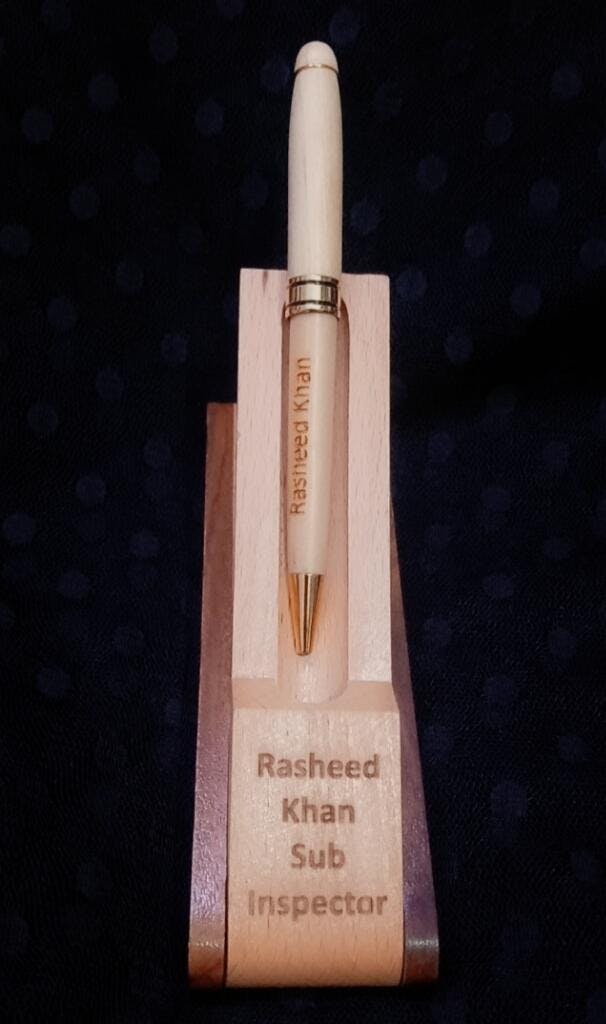 Rasheed Khan
Rasheed
Khan
Sub
Inspector